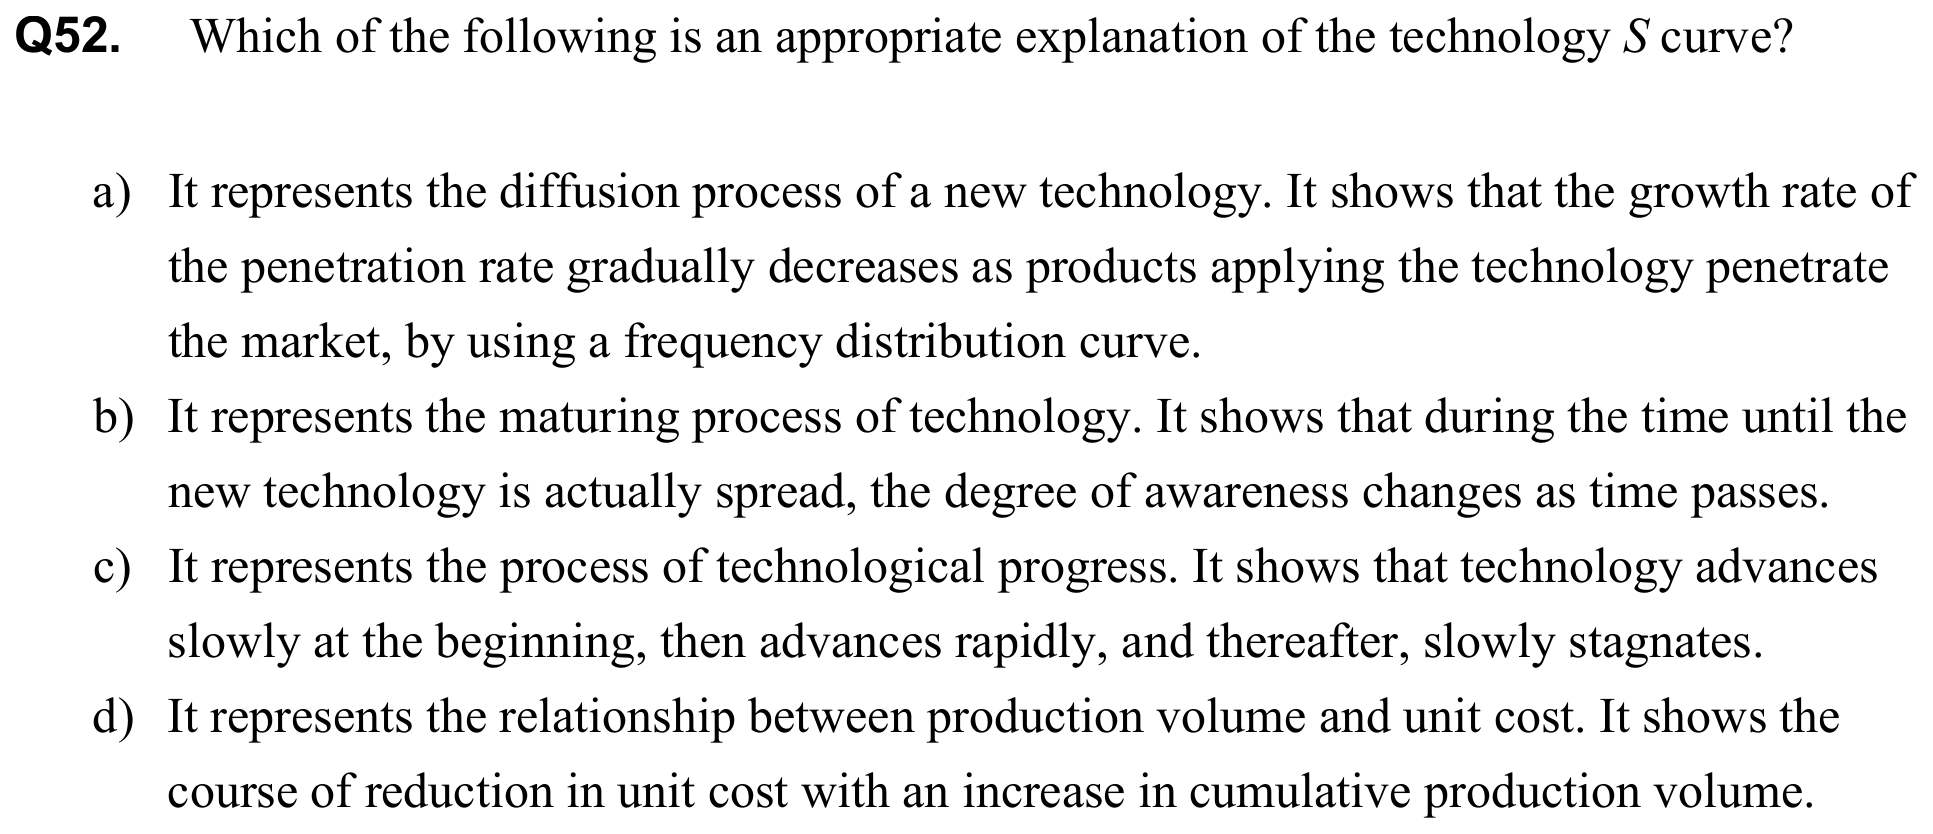 Q52. Which of the following is an appropriate explanation of the technology S curve?
a) It represents the diffusion process of a new technology. It shows that the growth rate of
the penetration rate gradually decreases as products applying the technology penetrate
the market, by using a frequency distribution curve.
b) It represents the maturing process of technology. It shows that during the time until the
new technology is actually spread, the degree of awareness changes as time passes.
c) It represents the process of technological progress. It shows that technology advances
slowly at the beginning, then advances rapidly, and thereafter, slowly stagnates.
d) It represents the relationship between production volume and unit cost. It shows the
course of reduction in unit cost with an increase in cumulative production volume.